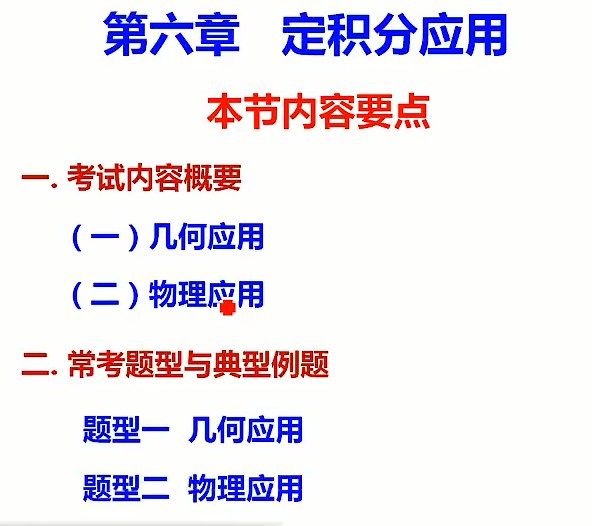 第六章 定积分应用
本节内容要点
一. 考试内容概要
（一）几何应用
（二）物理应用
二. 常考题型与典型例题
题型一 几何应用
题型二 物理应用